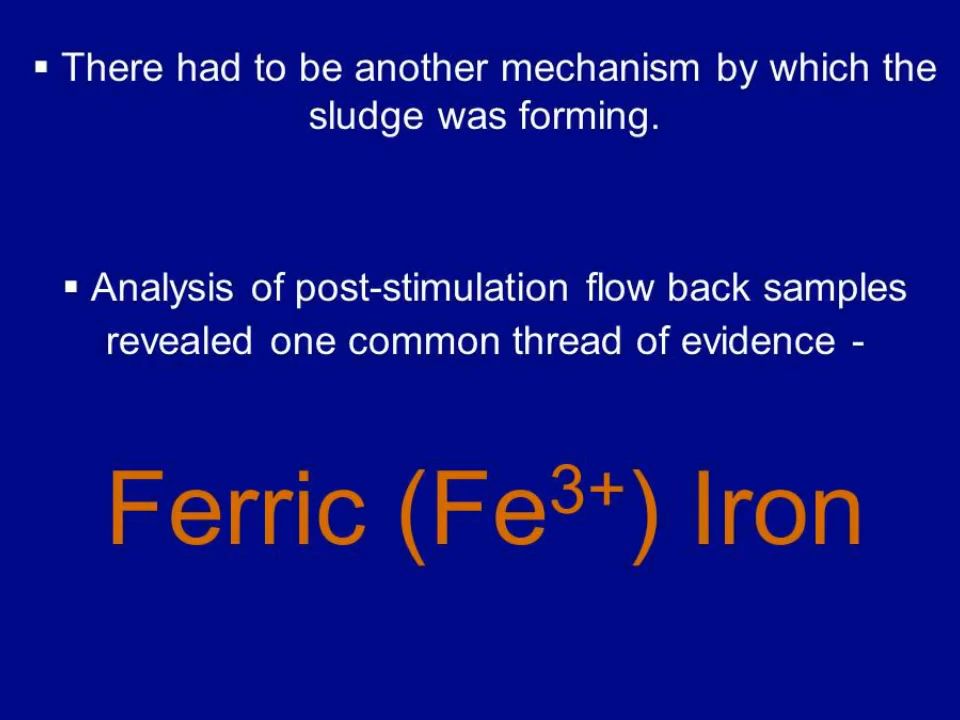 ▪ There had to be another mechanism by which the
sludge was forming.
▪ Analysis of post-stimulation flow back samples
revealed one common thread of evidence -
Ferric (Fe³⁺) Iron